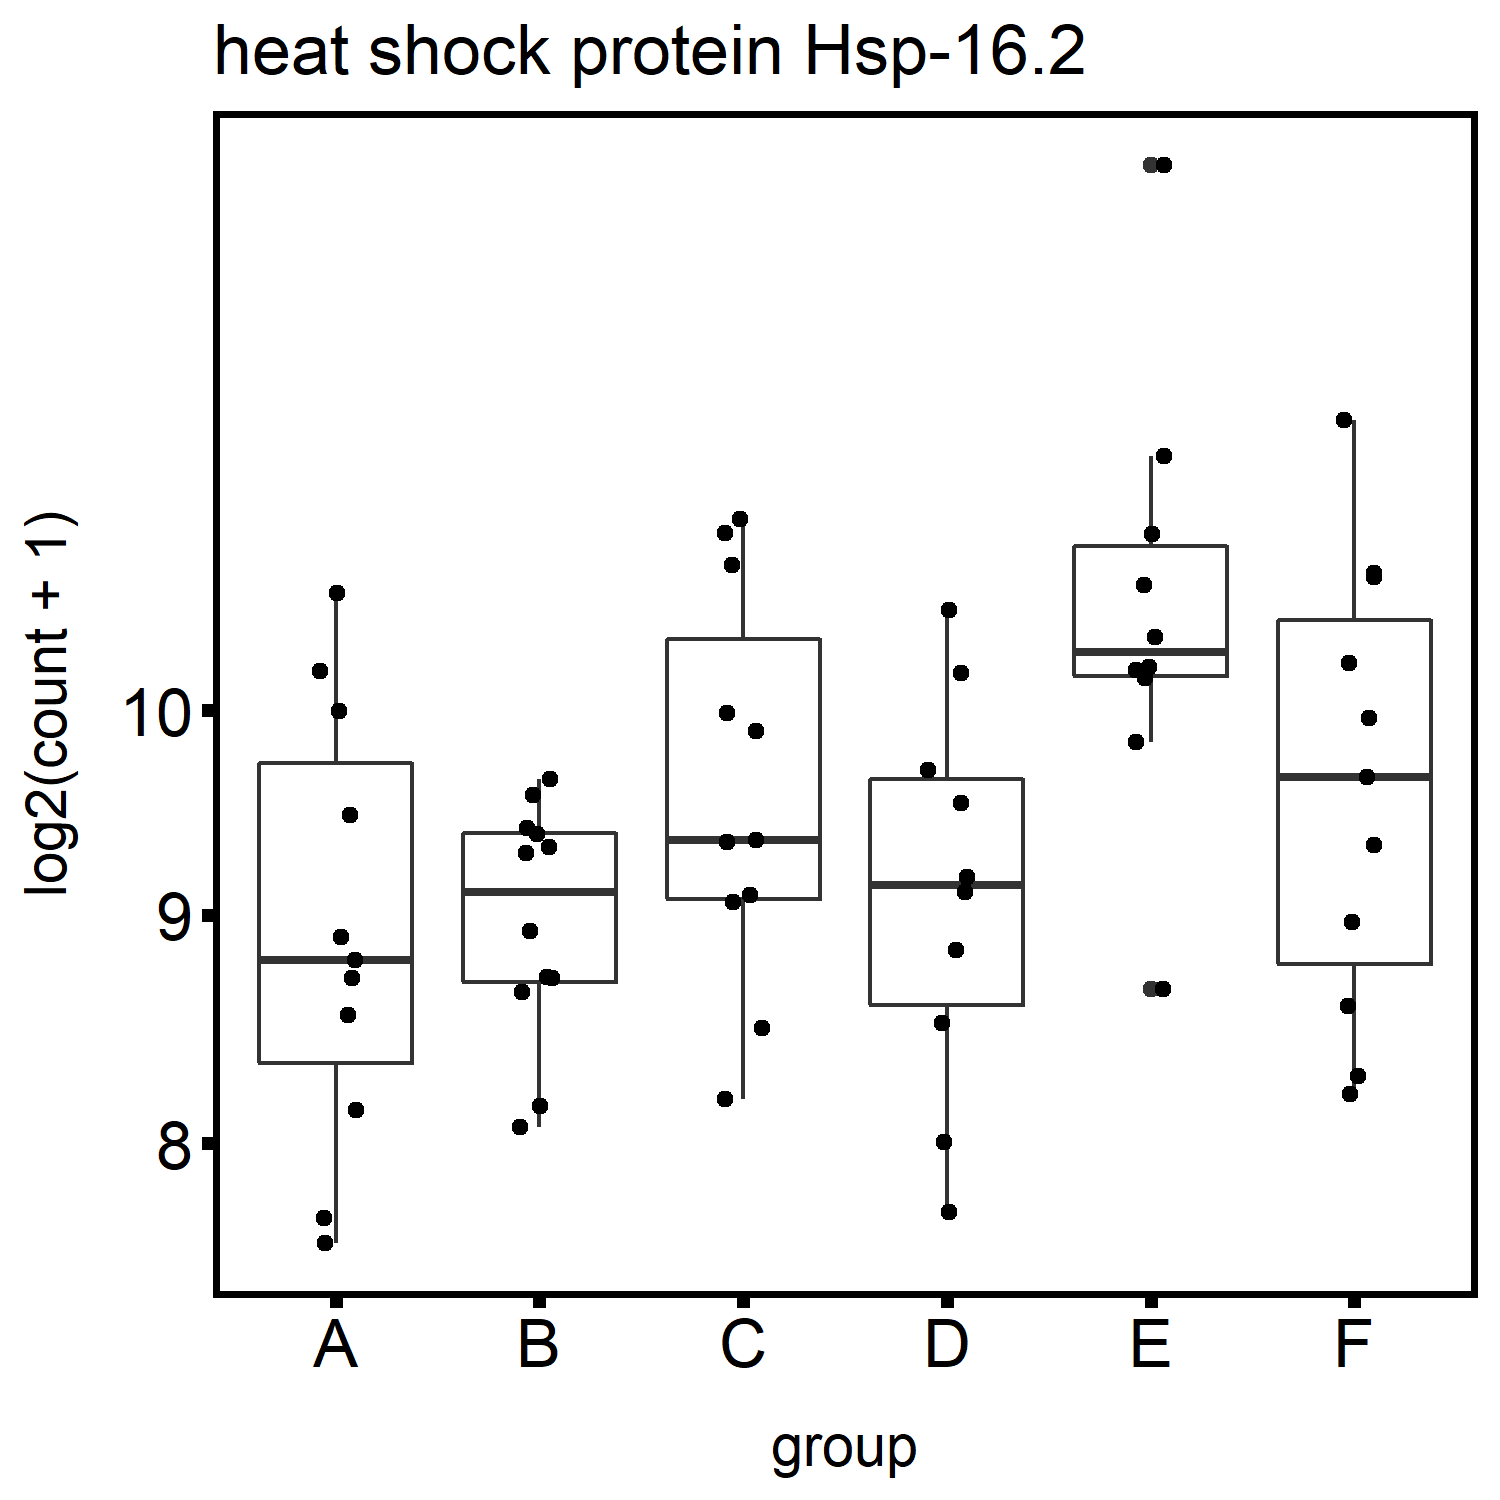 heat shock protein Hsp-16.2
log2(count + 1)
10
9
8
A B C D E F
group